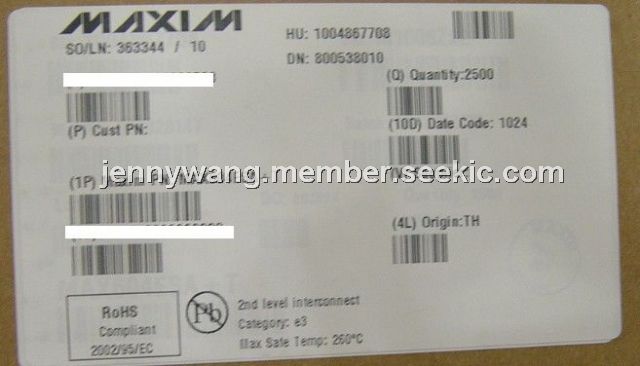 MAXIM
SO/LN: 363344 / 10
HU: 1004867708
DN: 800538010
(Q) Quantity:2500
(P) Cust PN:
(10D) Date Code: 1024
jennywang.member.seekic.com
(1P)
(4L) Origin:TH
RoHS
Compliant
2002/95/EC
Pb
2nd level interconnect
Category: e3
Max Safe Temp: 260°C